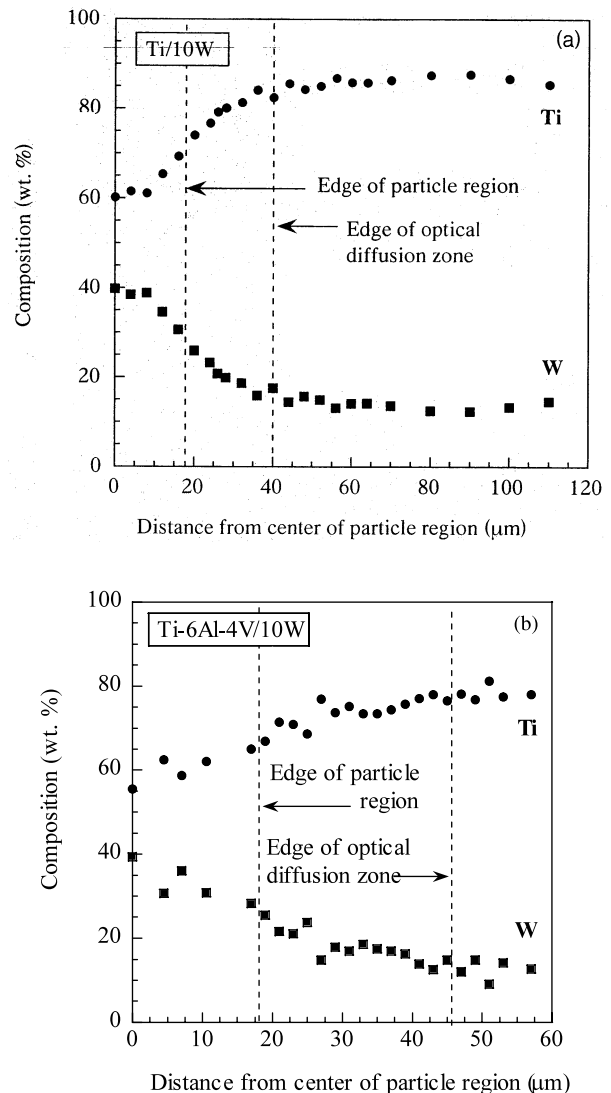 (a)
Ti/10W
100
80
60
40
20
0
Ti
Edge of particle region
Edge of optical
diffusion zone
W
Composition (wt. %)
0 20 40 60 80 100 120
Distance from center of particle region (μm)
(b)
Ti-6Al-4V/10W
100
80
60
40
20
0
Ti
Edge of particle
region
Edge of optical
diffusion zone
W
Composition (wt. %)
0 10 20 30 40 50 60
Distance from center of particle region (μm)